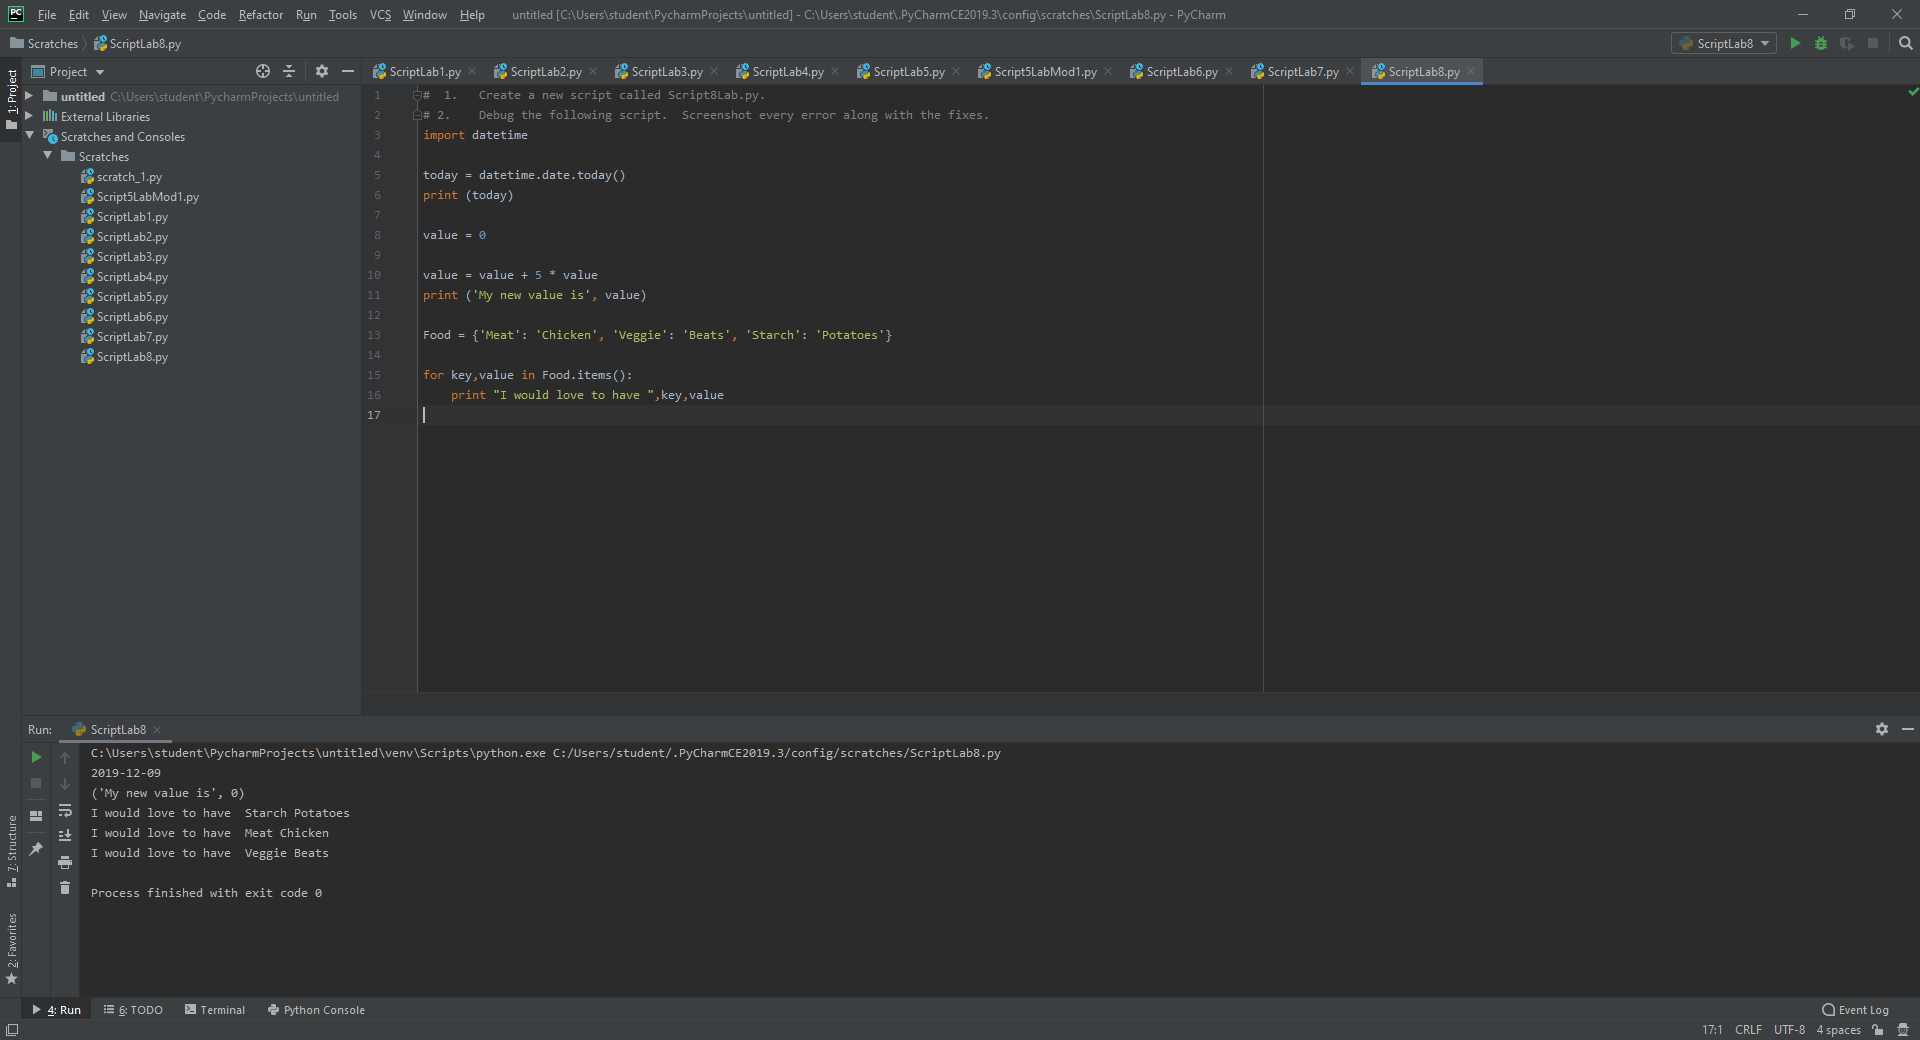 PC File Edit View Navigate Code Refactor Run Tools VCS Window Help untitled [C:\Users\student\PycharmProjects\untitled] - C:\Users\student\.PyCharmCE2019.3\config\scratches\ScriptLab8.py - PyCharm
Scratches ScriptLab8.py ScriptLab8
Project ScriptLab1.py ScriptLab2.py ScriptLab3.py ScriptLab4.py ScriptLab5.py Script5LabMod1.py ScriptLab6.py ScriptLab7.py ScriptLab8.py
1: Project
untitled C:\Users\student\PycharmProjects\untitled
External Libraries
Scratches and Consoles
Scratches
scratch_1.py
Script5LabMod1.py
ScriptLab1.py
ScriptLab2.py
ScriptLab3.py
ScriptLab4.py
ScriptLab5.py
ScriptLab6.py
ScriptLab7.py
ScriptLab8.py
1 #  1.   Create a new script called Script8Lab.py.
2 # 2.    Debug the following script.  Screenshot every error along with the fixes.
3 import datetime
4
5 today = datetime.date.today()
6 print (today)
7
8 value = 0
9
10 value = value + 5 * value
11 print ('My new value is', value)
12
13 Food = {'Meat': 'Chicken', 'Veggie': 'Beats', 'Starch': 'Potatoes'}
14
15 for key,value in Food.items():
16     print "I would love to have ",key,value
17
Run: ScriptLab8
C:\Users\student\PycharmProjects\untitled\venv\Scripts\python.exe C:/Users/student/.PyCharmCE2019.3/config/scratches/ScriptLab8.py
2019-12-09
('My new value is', 0)
I would love to have  Starch Potatoes
I would love to have  Meat Chicken
I would love to have  Veggie Beats
Process finished with exit code 0
7: Structure
2: Favorites
4: Run 6: TODO Terminal Python Console Event Log
17:1 CRLF UTF-8 4 spaces